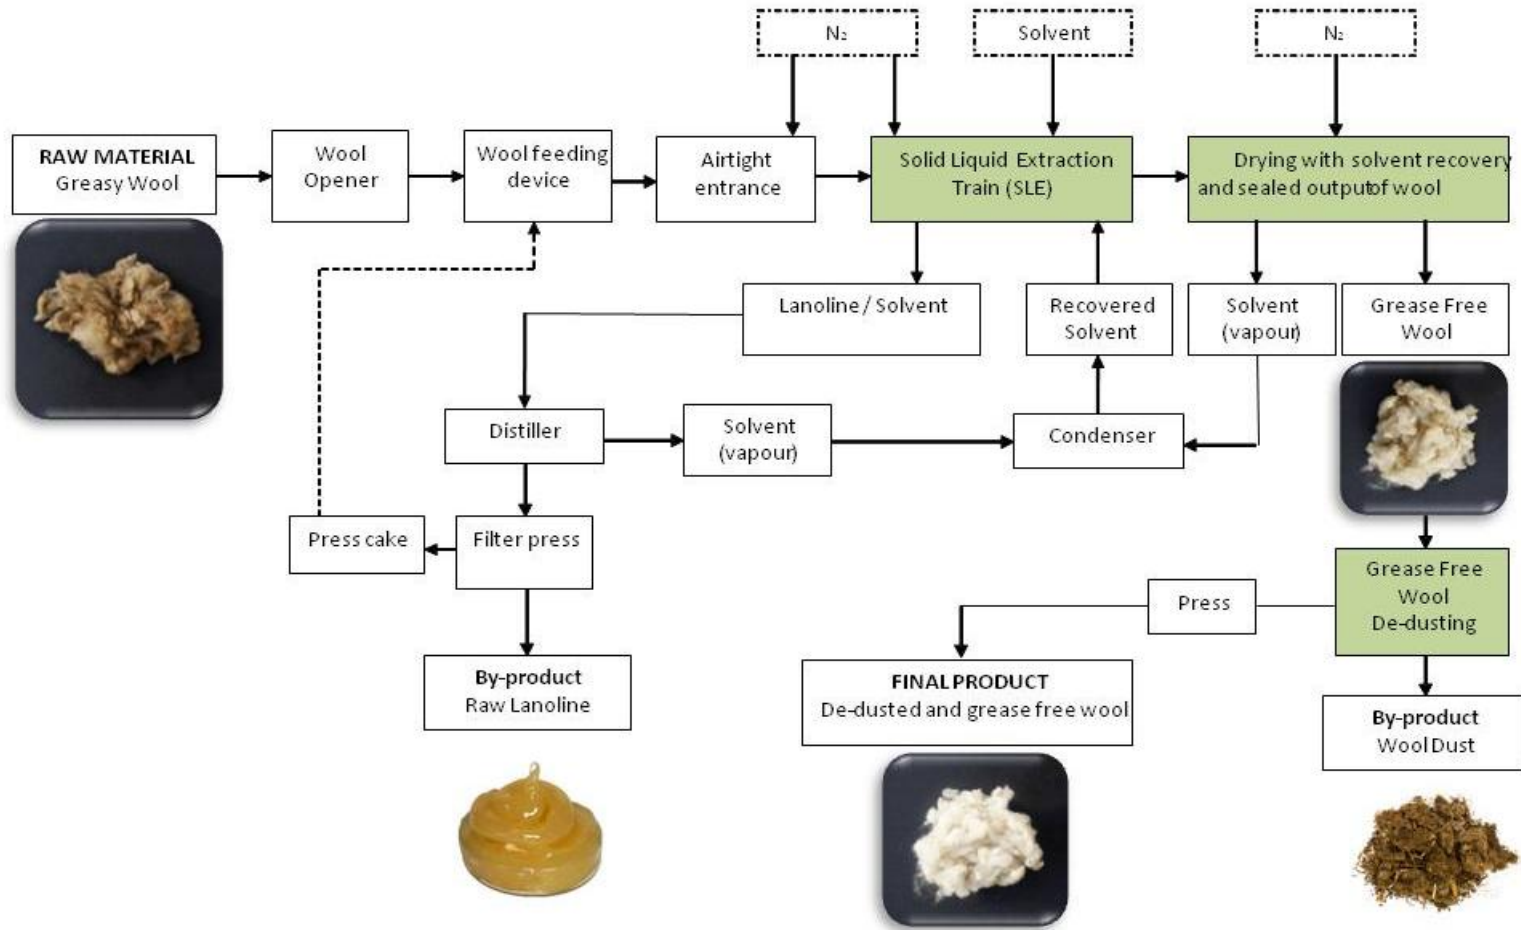 N₂
Solvent
N₂
RAW MATERIAL
Greasy Wool
Wool
Opener
Wool feeding
device
Airtight
entrance
Solid Liquid Extraction
Train (SLE)
Drying with solvent recovery
and sealed output of wool
Lanoline / Solvent
Recovered
Solvent
Solvent
(vapour)
Grease Free
Wool
Distiller
Solvent
(vapour)
Condenser
Press cake
Filter press
Press
Grease Free
Wool
De-dusting
By-product
Raw Lanoline
FINAL PRODUCT
De-dusted and grease free wool
By-product
Wool Dust